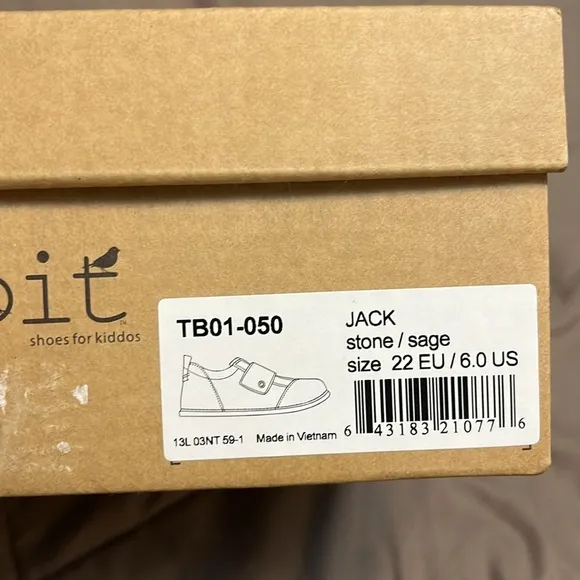 shoes for kiddos
TB01-050
JACK
stone / sage
size 22 EU / 6.0 US
13L 03NT 59-1 Made in Vietnam
6 43183 21077 6